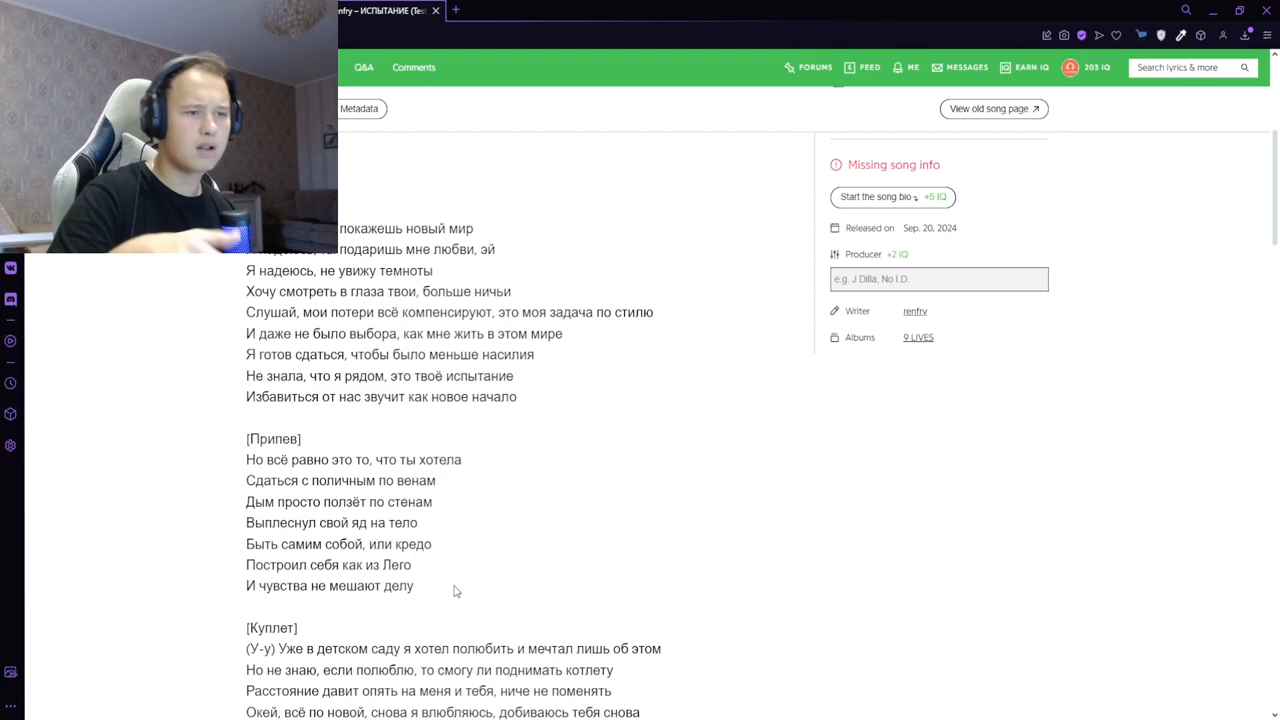 enfry – ИСПЫТАНИЕ (Tes
Q&A
Comments
FORUMS
FEED
ME
MESSAGES
EARN IQ
203 IQ
Search lyrics & more
Metadata
View old song page
Missing song info
Start the song bio +5 IQ
Released on Sep. 20, 2024
Producer +2 IQ
e.g. J Dilla, No I.D.
Writer renfry
Albums 9 LIVES
покажешь новый мир
подаришь мне любви, эй
Я надеюсь, не увижу темноты
Хочу смотреть в глаза твои, больше ничьи
Слушай, мои потери всё компенсируют, это моя задача по стилю
И даже не было выбора, как мне жить в этом мире
Я готов сдаться, чтобы было меньше насилия
Не знала, что я рядом, это твоё испытание
Избавиться от нас звучит как новое начало
[Припев]
Но всё равно это то, что ты хотела
Сдаться с поличным по венам
Дым просто ползёт по стенам
Выплеснул свой яд на тело
Быть самим собой, или кредо
Построил себя как из Лего
И чувства не мешают делу
[Куплет]
(У-у) Уже в детском саду я хотел полюбить и мечтал лишь об этом
Но не знаю, если полюблю, то смогу ли поднимать котлету
Расстояние давит опять на меня и тебя, ниче не поменять
Окей, всё по новой, снова я влюбляюсь, добиваюсь тебя снова